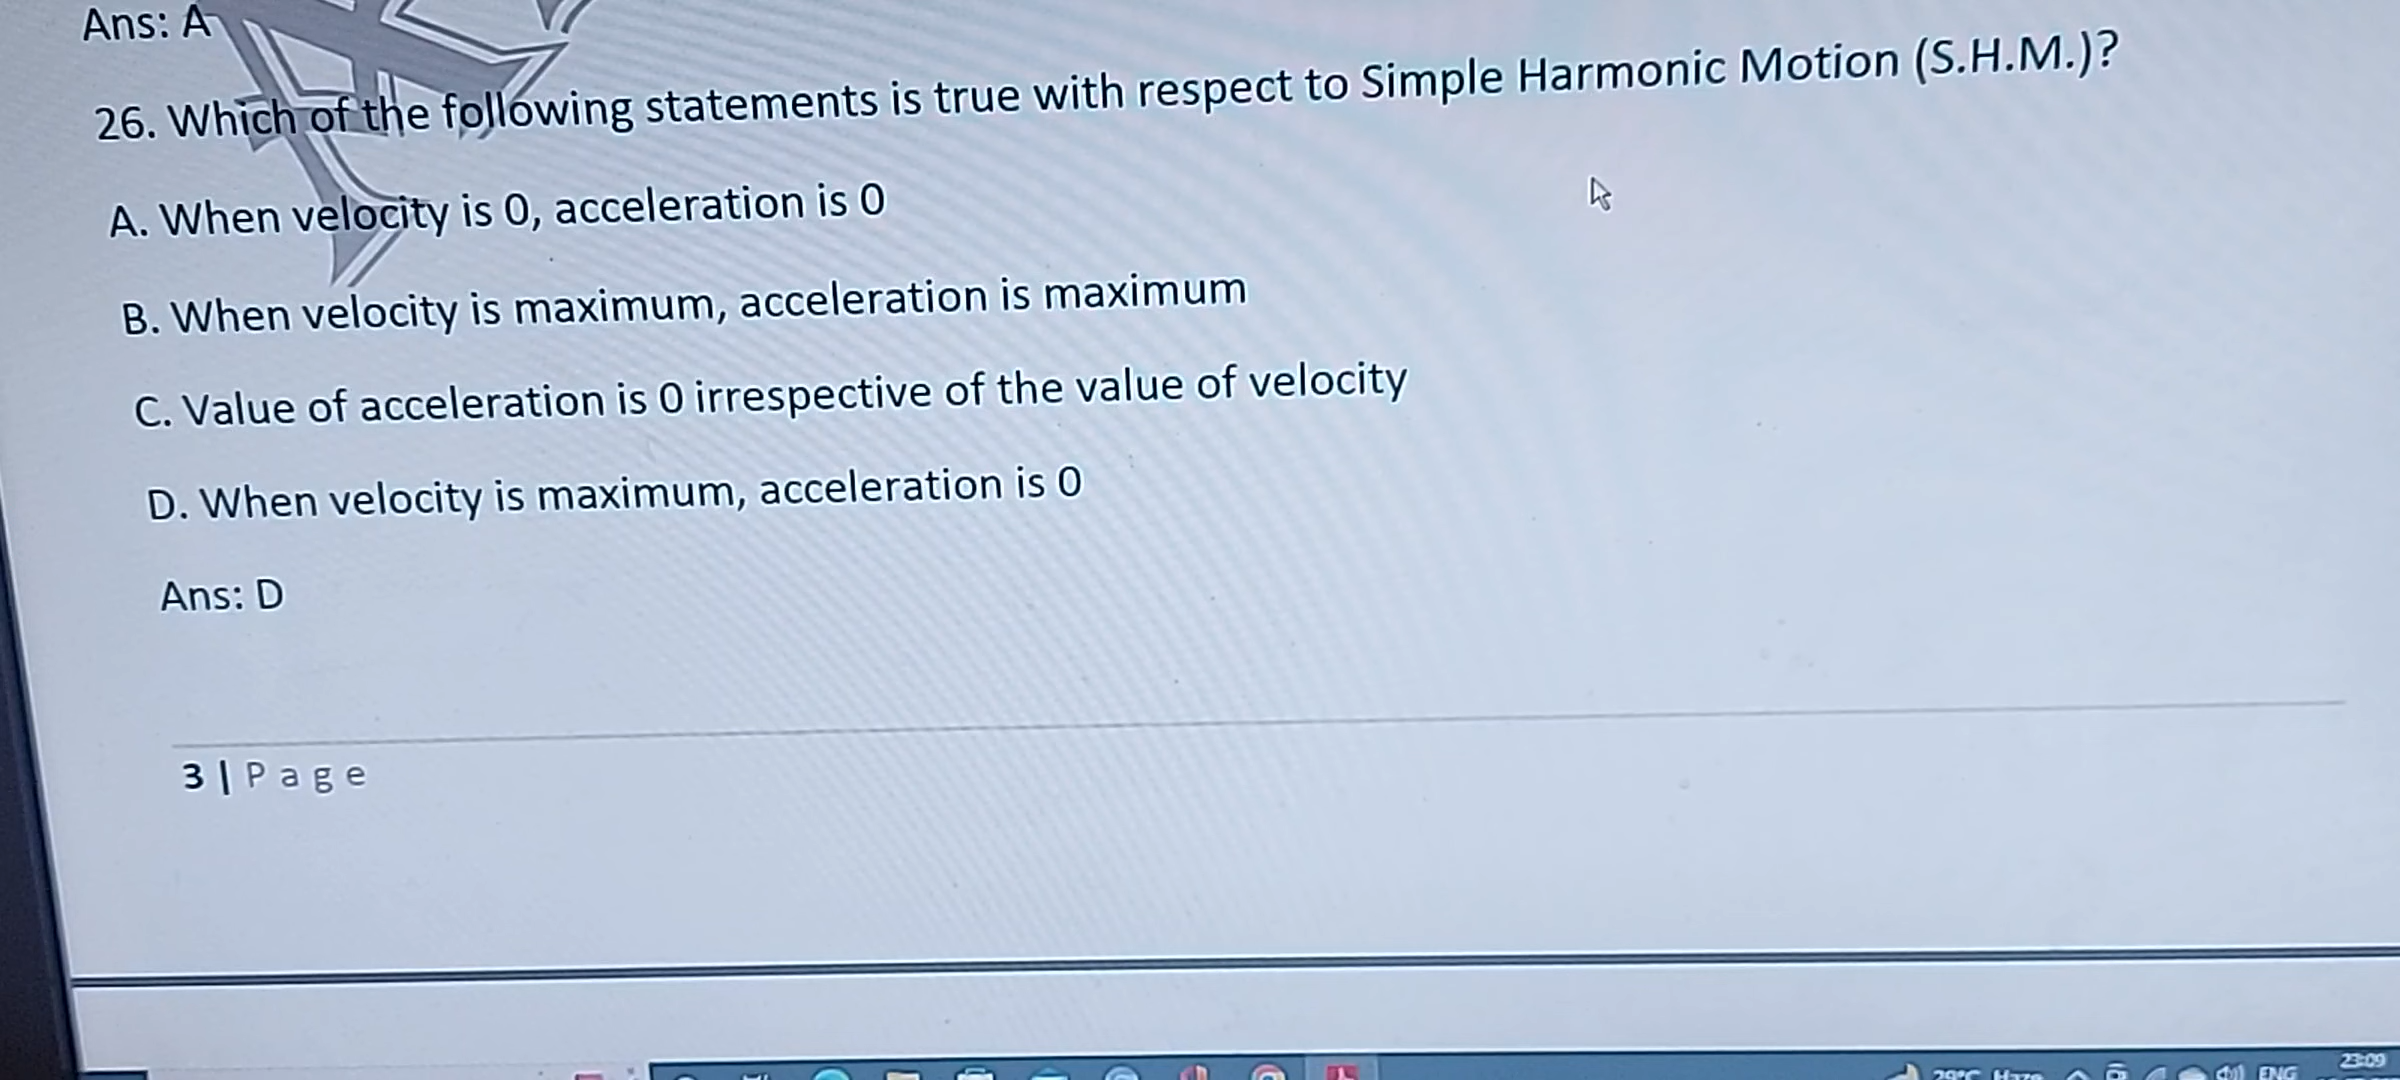 Ans: A
26. Which of the following statements is true with respect to Simple Harmonic Motion (S.H.M.)?
A. When velocity is 0, acceleration is 0
B. When velocity is maximum, acceleration is maximum
C. Value of acceleration is 0 irrespective of the value of velocity
D. When velocity is maximum, acceleration is 0
Ans: D
3 | Page
23:09
29°C Haze ENG